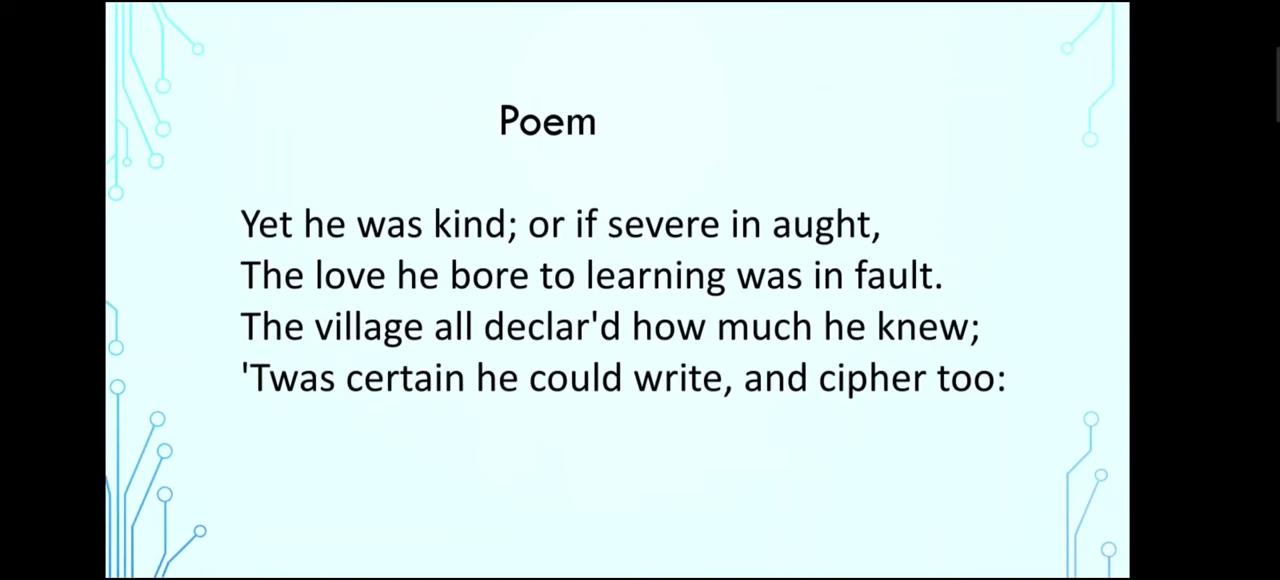 Poem
Yet he was kind; or if severe in aught,
The love he bore to learning was in fault.
The village all declar'd how much he knew;
'Twas certain he could write, and cipher too: